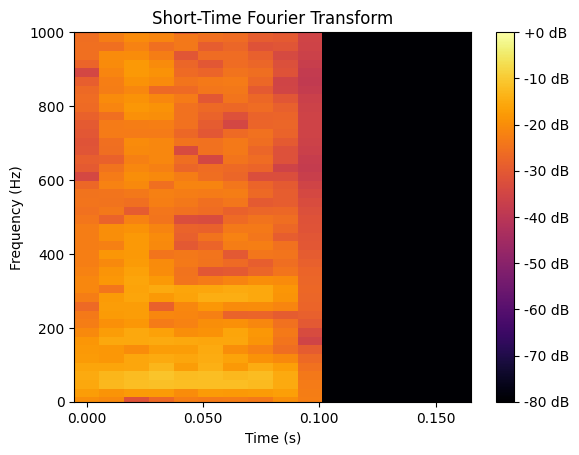 Short-Time Fourier Transform
Frequency (Hz)
1000
800
600
400
200
0
0.000
0.050
0.100
0.150
Time (s)
+0 dB
-10 dB
-20 dB
-30 dB
-40 dB
-50 dB
-60 dB
-70 dB
-80 dB